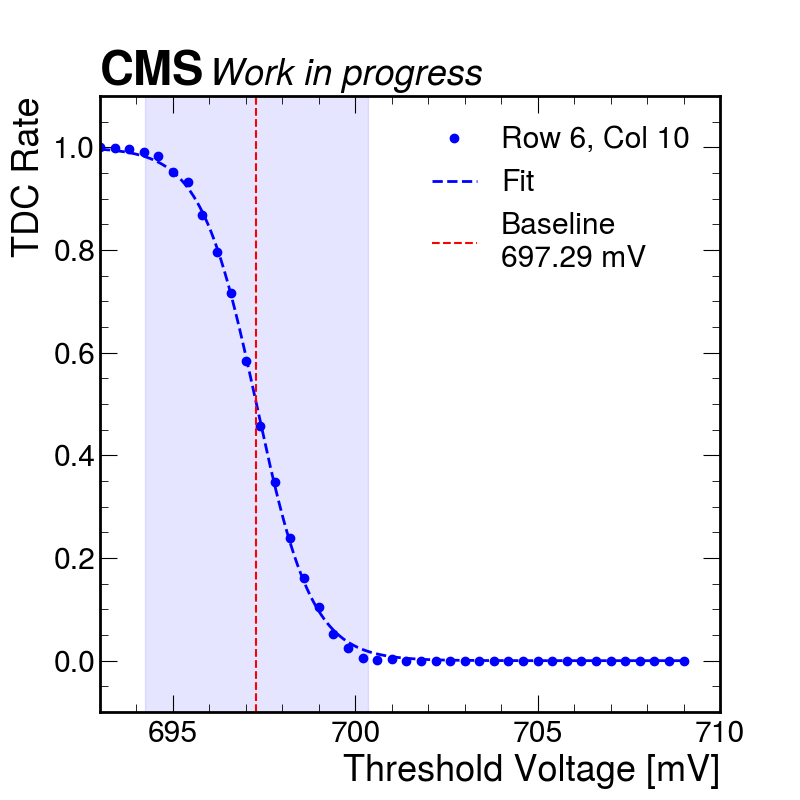 CMS Work in progress
TDC Rate
1.0
0.8
0.6
0.4
0.2
0.0
Row 6, Col 10
Fit
Baseline
697.29 mV
695
700
705
710
Threshold Voltage [mV]